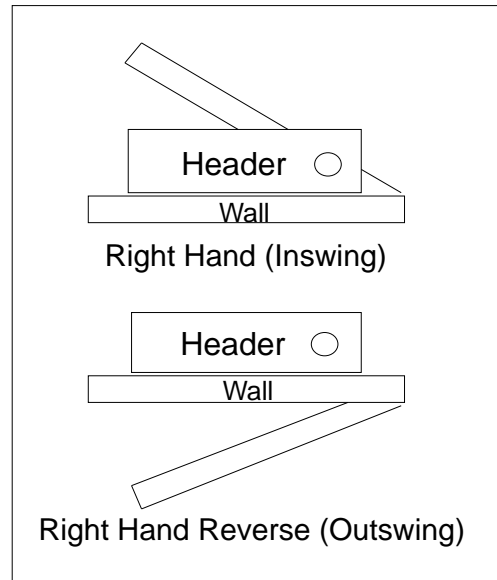 Header
Wall
Right Hand (Inswing)
Header
Wall
Right Hand Reverse (Outswing)